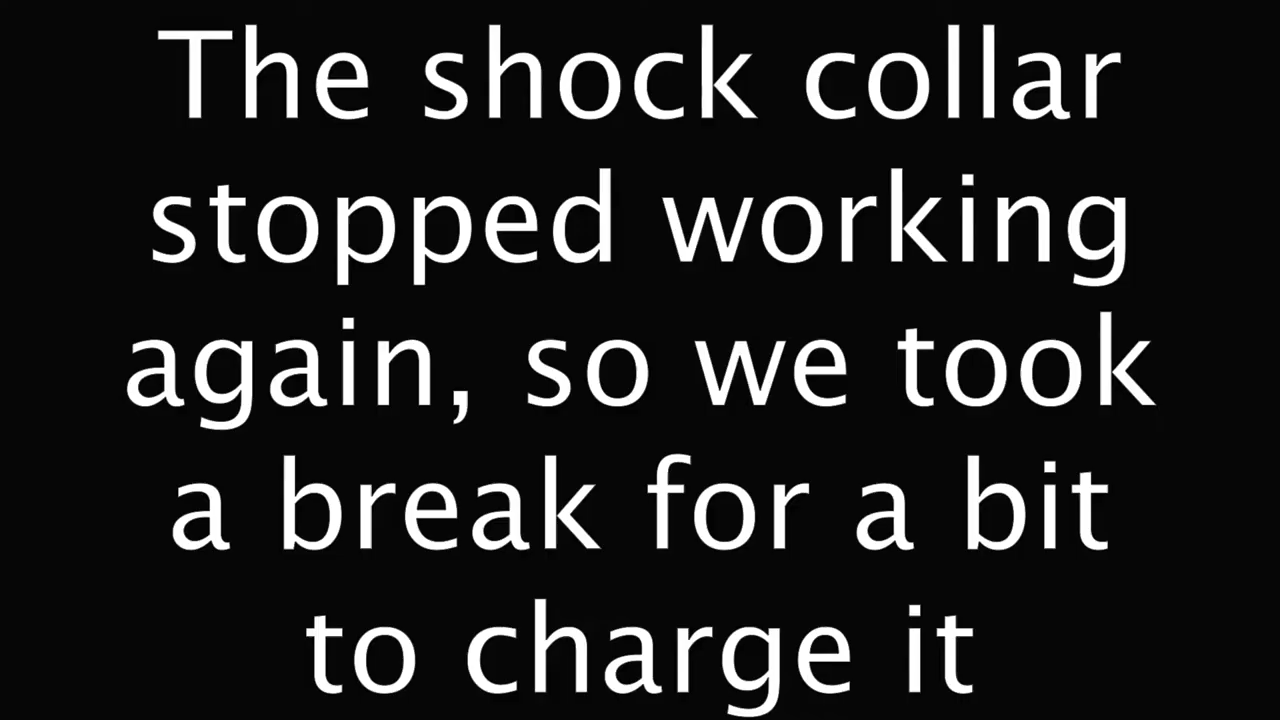 The shock collar
stopped working
again, so we took
a break for a bit
to charge it